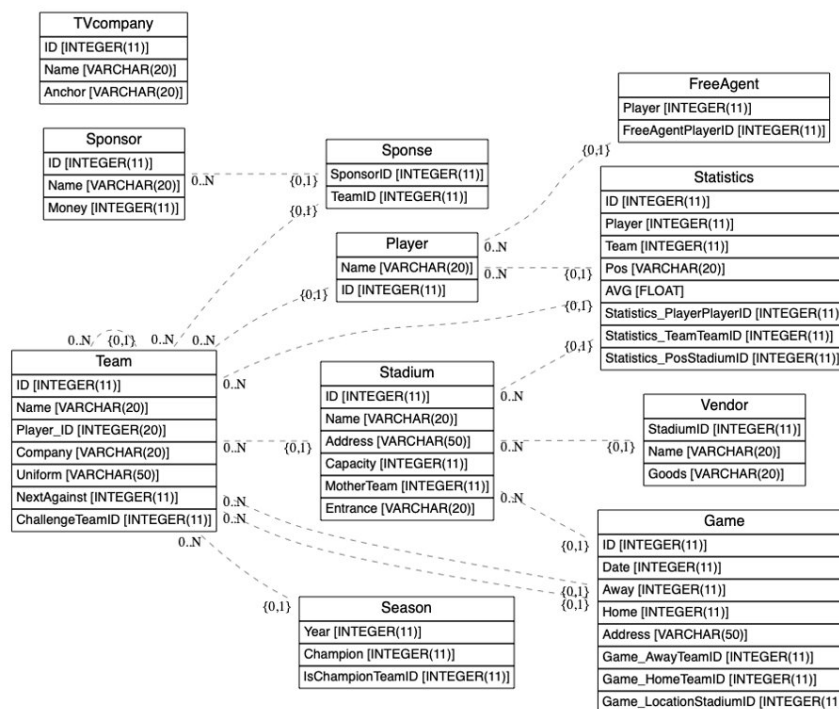 TVcompany
ID [INTEGER(11)]
Name [VARCHAR(20)]
Anchor [VARCHAR(20)]
Sponsor
ID [INTEGER(11)]
Name [VARCHAR(20)]
Money [INTEGER(11)]
0..N
{0,1}
Sponse
SponsorID [INTEGER(11)]
TeamID [INTEGER(11)]
{0,1}
FreeAgent
Player [INTEGER(11)]
FreeAgentPlayerID [INTEGER(11)]
{0,1}
Player
Name [VARCHAR(20)]
ID [INTEGER(11)]
0..N
0..N
{0,1}
{0,1}
Statistics
ID [INTEGER(11)]
Player [INTEGER(11)]
Team [INTEGER(11)]
Pos [VARCHAR(20)]
AVG [FLOAT]
Statistics_PlayerPlayerID [INTEGER(11)]
Statistics_TeamTeamID [INTEGER(11)]
Statistics_PosStadiumID [INTEGER(11)]
{0,1}
{0,1}
0..N
{0,1}
0..N
0..N
Team
ID [INTEGER(11)]
Name [VARCHAR(20)]
Player_ID [INTEGER(20)]
Company [VARCHAR(20)]
Uniform [VARCHAR(50)]
NextAgainst [INTEGER(11)]
ChallengeTeamID [INTEGER(11)]
0..N
0..N
{0,1}
0..N
0..N
0..N
Stadium
ID [INTEGER(11)]
Name [VARCHAR(20)]
Address [VARCHAR(50)]
Capacity [INTEGER(11)]
MotherTeam [INTEGER(11)]
Entrance [VARCHAR(20)]
0..N
0..N
{0,1}
0..N
Vendor
StadiumID [INTEGER(11)]
Name [VARCHAR(20)]
Goods [VARCHAR(20)]
{0,1}
{0,1}
{0,1}
Game
ID [INTEGER(11)]
Date [INTEGER(11)]
Away [INTEGER(11)]
Home [INTEGER(11)]
Address [VARCHAR(50)]
Game_AwayTeamID [INTEGER(11)]
Game_HomeTeamID [INTEGER(11)]
Game_LocationStadiumID [INTEGER(11
{0,1}
Season
Year [INTEGER(11)]
Champion [INTEGER(11)]
IsChampionTeamID [INTEGER(11)]